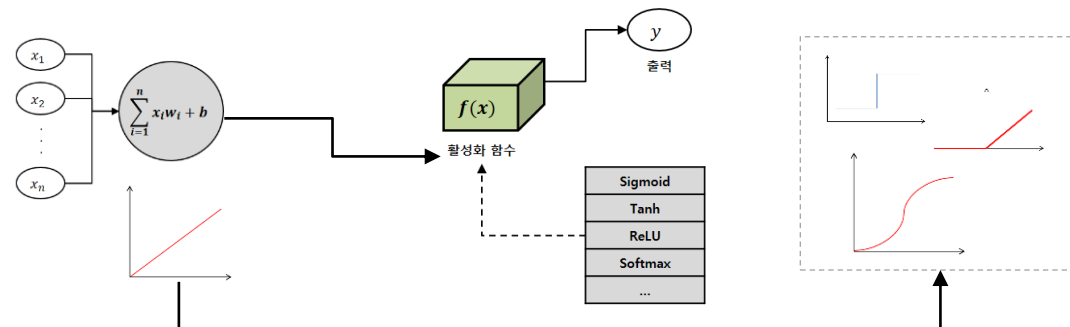 x₁
x₂
.
.
.
.
xₙ
n
∑ xᵢwᵢ + b
i=1
f(x)
활성화 함수
y
출력
Sigmoid
Tanh
ReLU
Softmax
...
^